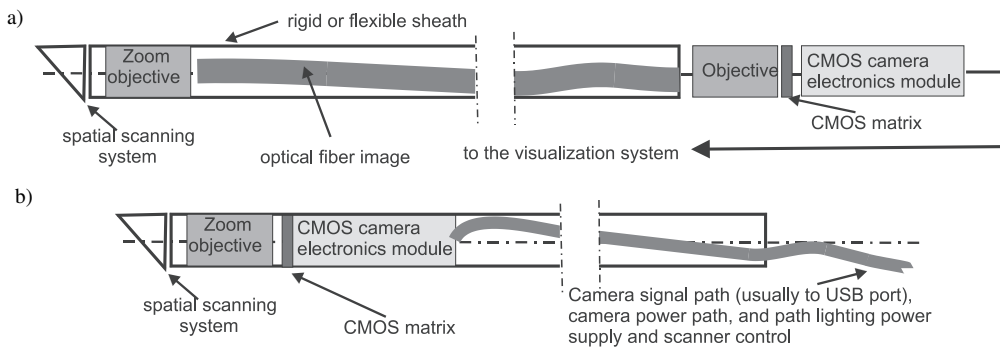 a)
rigid or flexible sheath
Zoom
objective
Objective
CMOS camera
electronics module
spatial scanning
system
optical fiber image
to the visualization system
CMOS matrix
b)
Zoom
objective
CMOS camera
electronics module
spatial scanning
system
CMOS matrix
Camera signal path (usually to USB port),
camera power path, and path lighting power
supply and scanner control